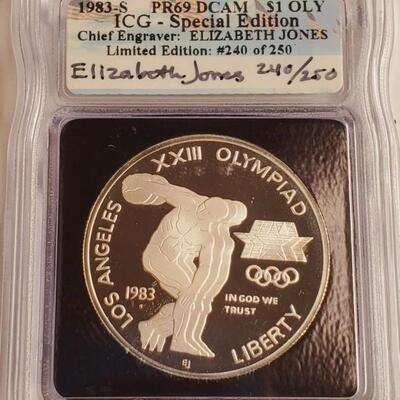 1983-S PR69 DCAM $1 OLY
ICG - Special Edition
Chief Engraver: ELIZABETH JONES
Limited Edition: #240 of 250
Elizabeth Jones 240/250
LOS ANGELES XXIII OLYMPIAD
1983
IN GOD WE
TRUST
LIBERTY
EJ